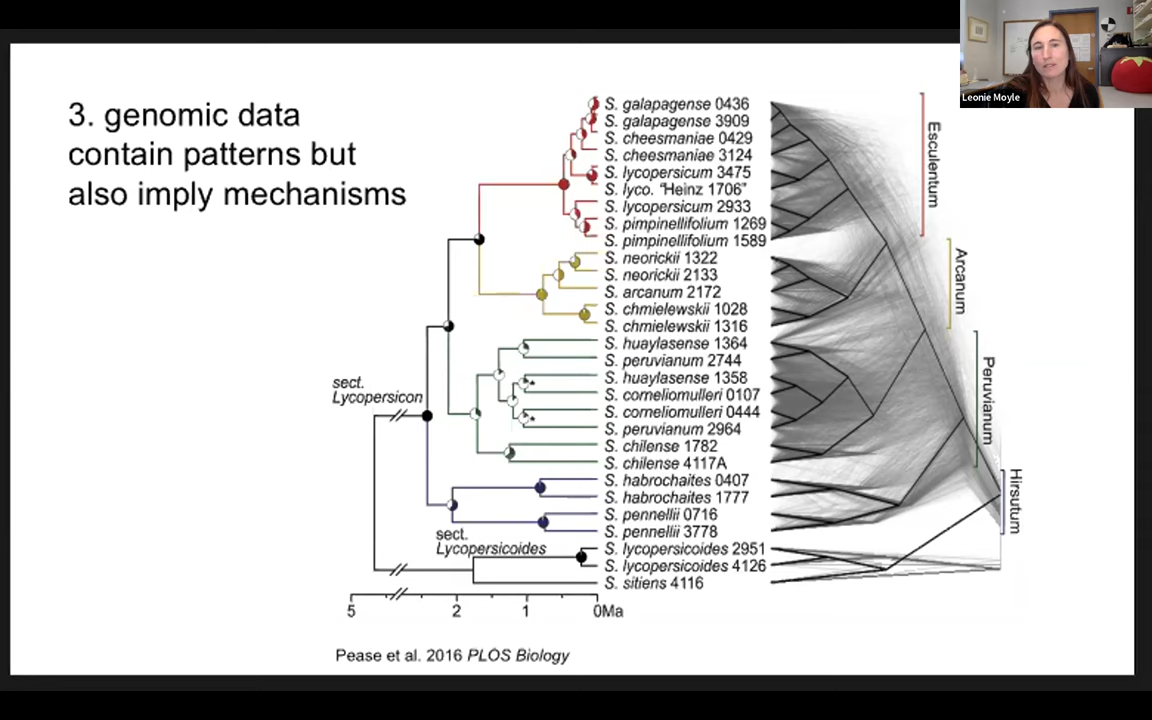 Leonie Moyle
3. genomic data
contain patterns but
also imply mechanisms
S. galapagense 0436
S. galapagense 3909
S. cheesmaniae 0429
S. cheesmaniae 3124
S. lycopersicum 3475
S. lyco. "Heinz 1706"
S. lycopersicum 2933
S. pimpinellifolium 1269
S. pimpinellifolium 1589
S. neorickii 1322
S. neorickii 2133
S. arcanum 2172
S. chmielewskii 1028
S. chmielewskii 1316
S. huaylasense 1364
S. peruvianum 2744
S. huaylasense 1358
S. corneliomulleri 0107
S. corneliomulleri 0444
S. peruvianum 2964
S. chilense 1782
S. chilense 4117A
S. habrochaites 0407
S. habrochaites 1777
S. pennellii 0716
S. pennellii 3778
S. lycopersicoides 2951
S. lycopersicoides 4126
S. sitiens 4116
Esculentum
Arcanum
Peruvianum
Hirsutum
sect.
Lycopersicon
sect.
Lycopersicoides
5 2 1 0Ma
Pease et al. 2016 PLOS Biology